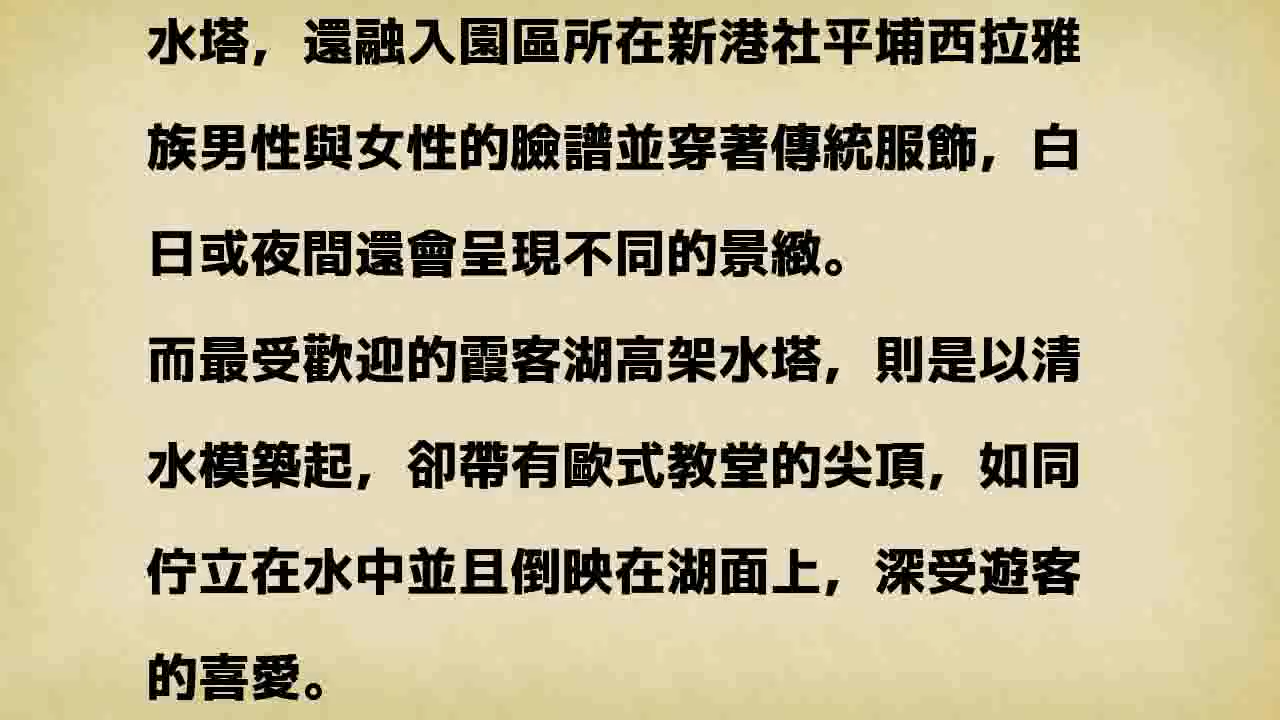 水塔，還融入園區所在新港社平埔西拉雅
族男性與女性的臉譜並穿著傳統服飾，白
日或夜間還會呈現不同的景緻。
而最受歡迎的霞客湖高架水塔，則是以清
水模築起，卻帶有歐式教堂的尖頂，如同
佇立在水中並且倒映在湖面上，深受遊客
的喜愛。